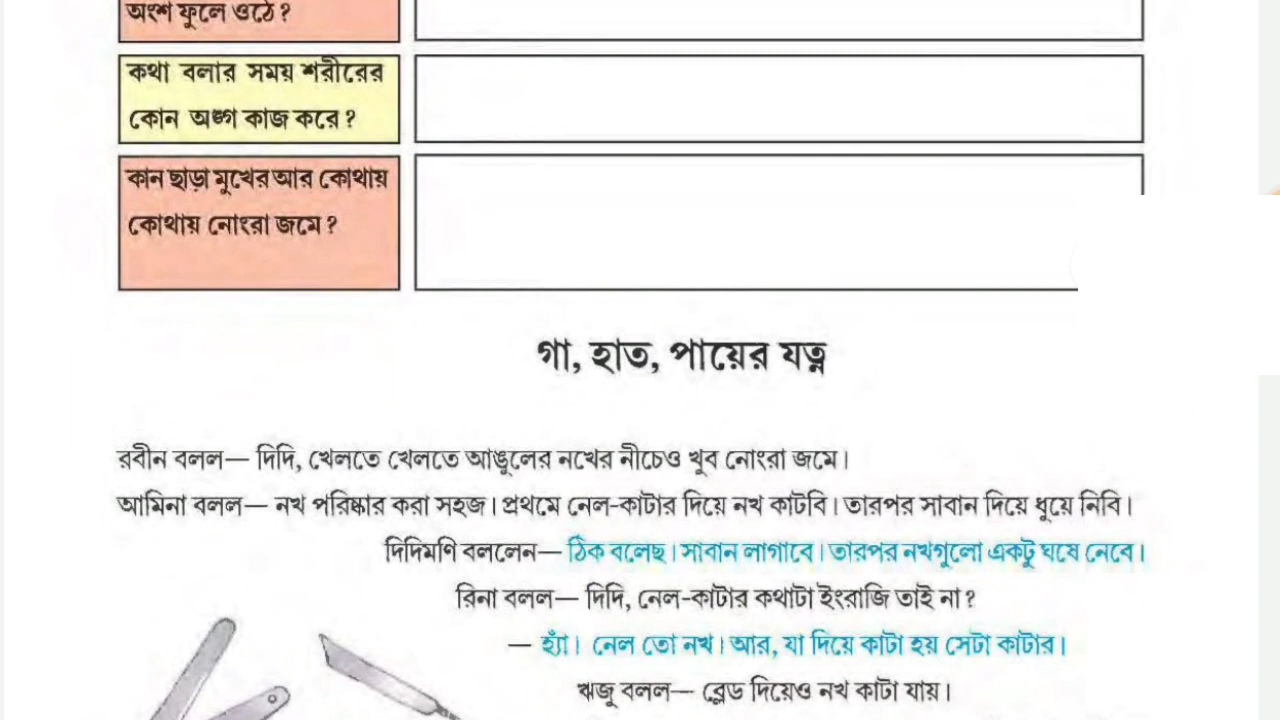 অংশ ফুলে ওঠে?
কথা বলার সময় শরীরের
কোন অঙ্গ কাজ করে?
কান ছাড়া মুখের আর কোথায়
কোথায় নোংরা জমে?
গা, হাত, পায়ের যত্ন
রবীন বলল— দিদি, খেলতে খেলতে আঙুলের নখের নীচেও খুব নোংরা জমে।
আমিনা বলল— নখ পরিষ্কার করা সহজ। প্রথমে নেল-কাটার দিয়ে নখ কাটবি। তারপর সাবান দিয়ে ধুয়ে নিবি।
দিদিমণি বললেন— ঠিক বলেছ। সাবান লাগাবে। তারপর নখগুলো একটু ঘষে নেবে।
রিনা বলল— দিদি, নেল-কাটার কথাটা ইংরাজি তাই না?
— হ্যাঁ। নেল তো নখ। আর, যা দিয়ে কাটা হয় সেটা কাটার।
ঋজু বলল— ব্লেড দিয়েও নখ কাটা যায়।